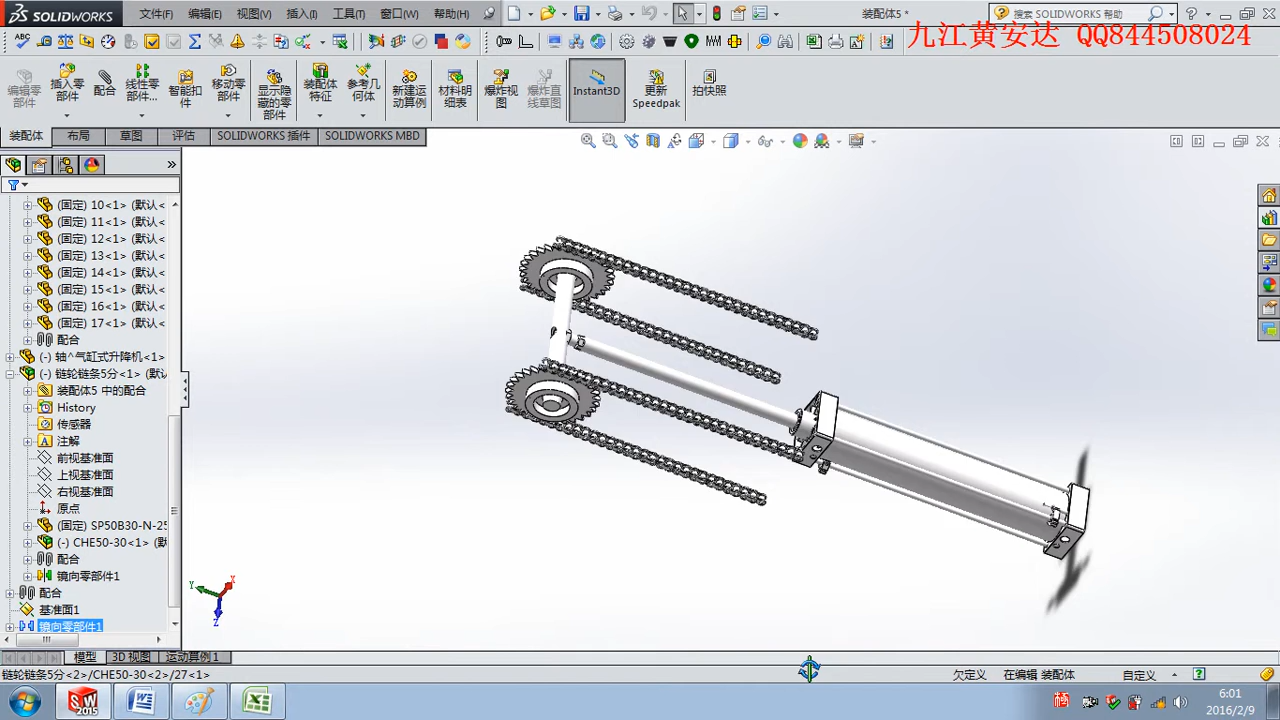 SOLIDWORKS 文件(F) 编辑(E) 视图(V) 插入(I) 工具(T) 窗口(W) 帮助(H) 装配体5 * 搜索 SOLIDWORKS 帮助
九江黄安达 QQ844508024
编辑零部件 插入零部件 配合 线性零部件... 智能扣件 移动零部件 显示隐藏的零部件 装配体特征 参考几何体 新建运动算例 材料明细表 爆炸视图 爆炸直线草图 Instant3D 更新 Speedpak 拍快照
装配体 布局 草图 评估 SOLIDWORKS 插件 SOLIDWORKS MBD
(固定) 10<1> (默认<
(固定) 11<1> (默认<
(固定) 12<1> (默认<
(固定) 13<1> (默认<
(固定) 14<1> (默认<
(固定) 15<1> (默认<
(固定) 16<1> (默认<
(固定) 17<1> (默认<
配合
(-) 轴^气缸式升降机<1>
(-) 链轮链条5分<1> (默认
装配体5 中的配合
History
传感器
注解
前视基准面
上视基准面
右视基准面
原点
(固定) SP50B30-N-25
(-) CHE50-30<1> (默
配合
镜向零部件1
配合
基准面1
镜向零部件1
Y X Z
模型 3D 视图 运动算例 1
链轮链条5分<2>/CHE50-30<2>/27<1> 欠定义 在编辑 装配体 自定义
SW 2015
6:01
2016/2/9